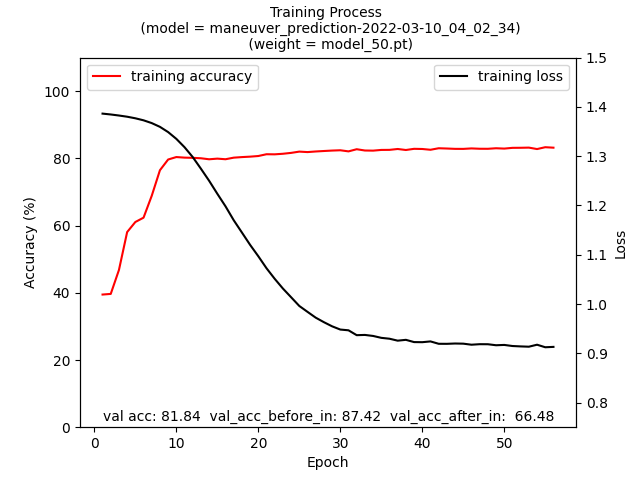 Training Process
(model = maneuver_prediction-2022-03-10_04_02_34)
(weight = model_50.pt)
training accuracy
training loss
Accuracy (%)
100
80
60
40
20
0
1.5
1.4
1.3
1.2
1.1
1.0
0.9
0.8
Loss
val acc: 81.84  val_acc_before_in: 87.42  val_acc_after_in:  66.48
0 10 20 30 40 50
Epoch